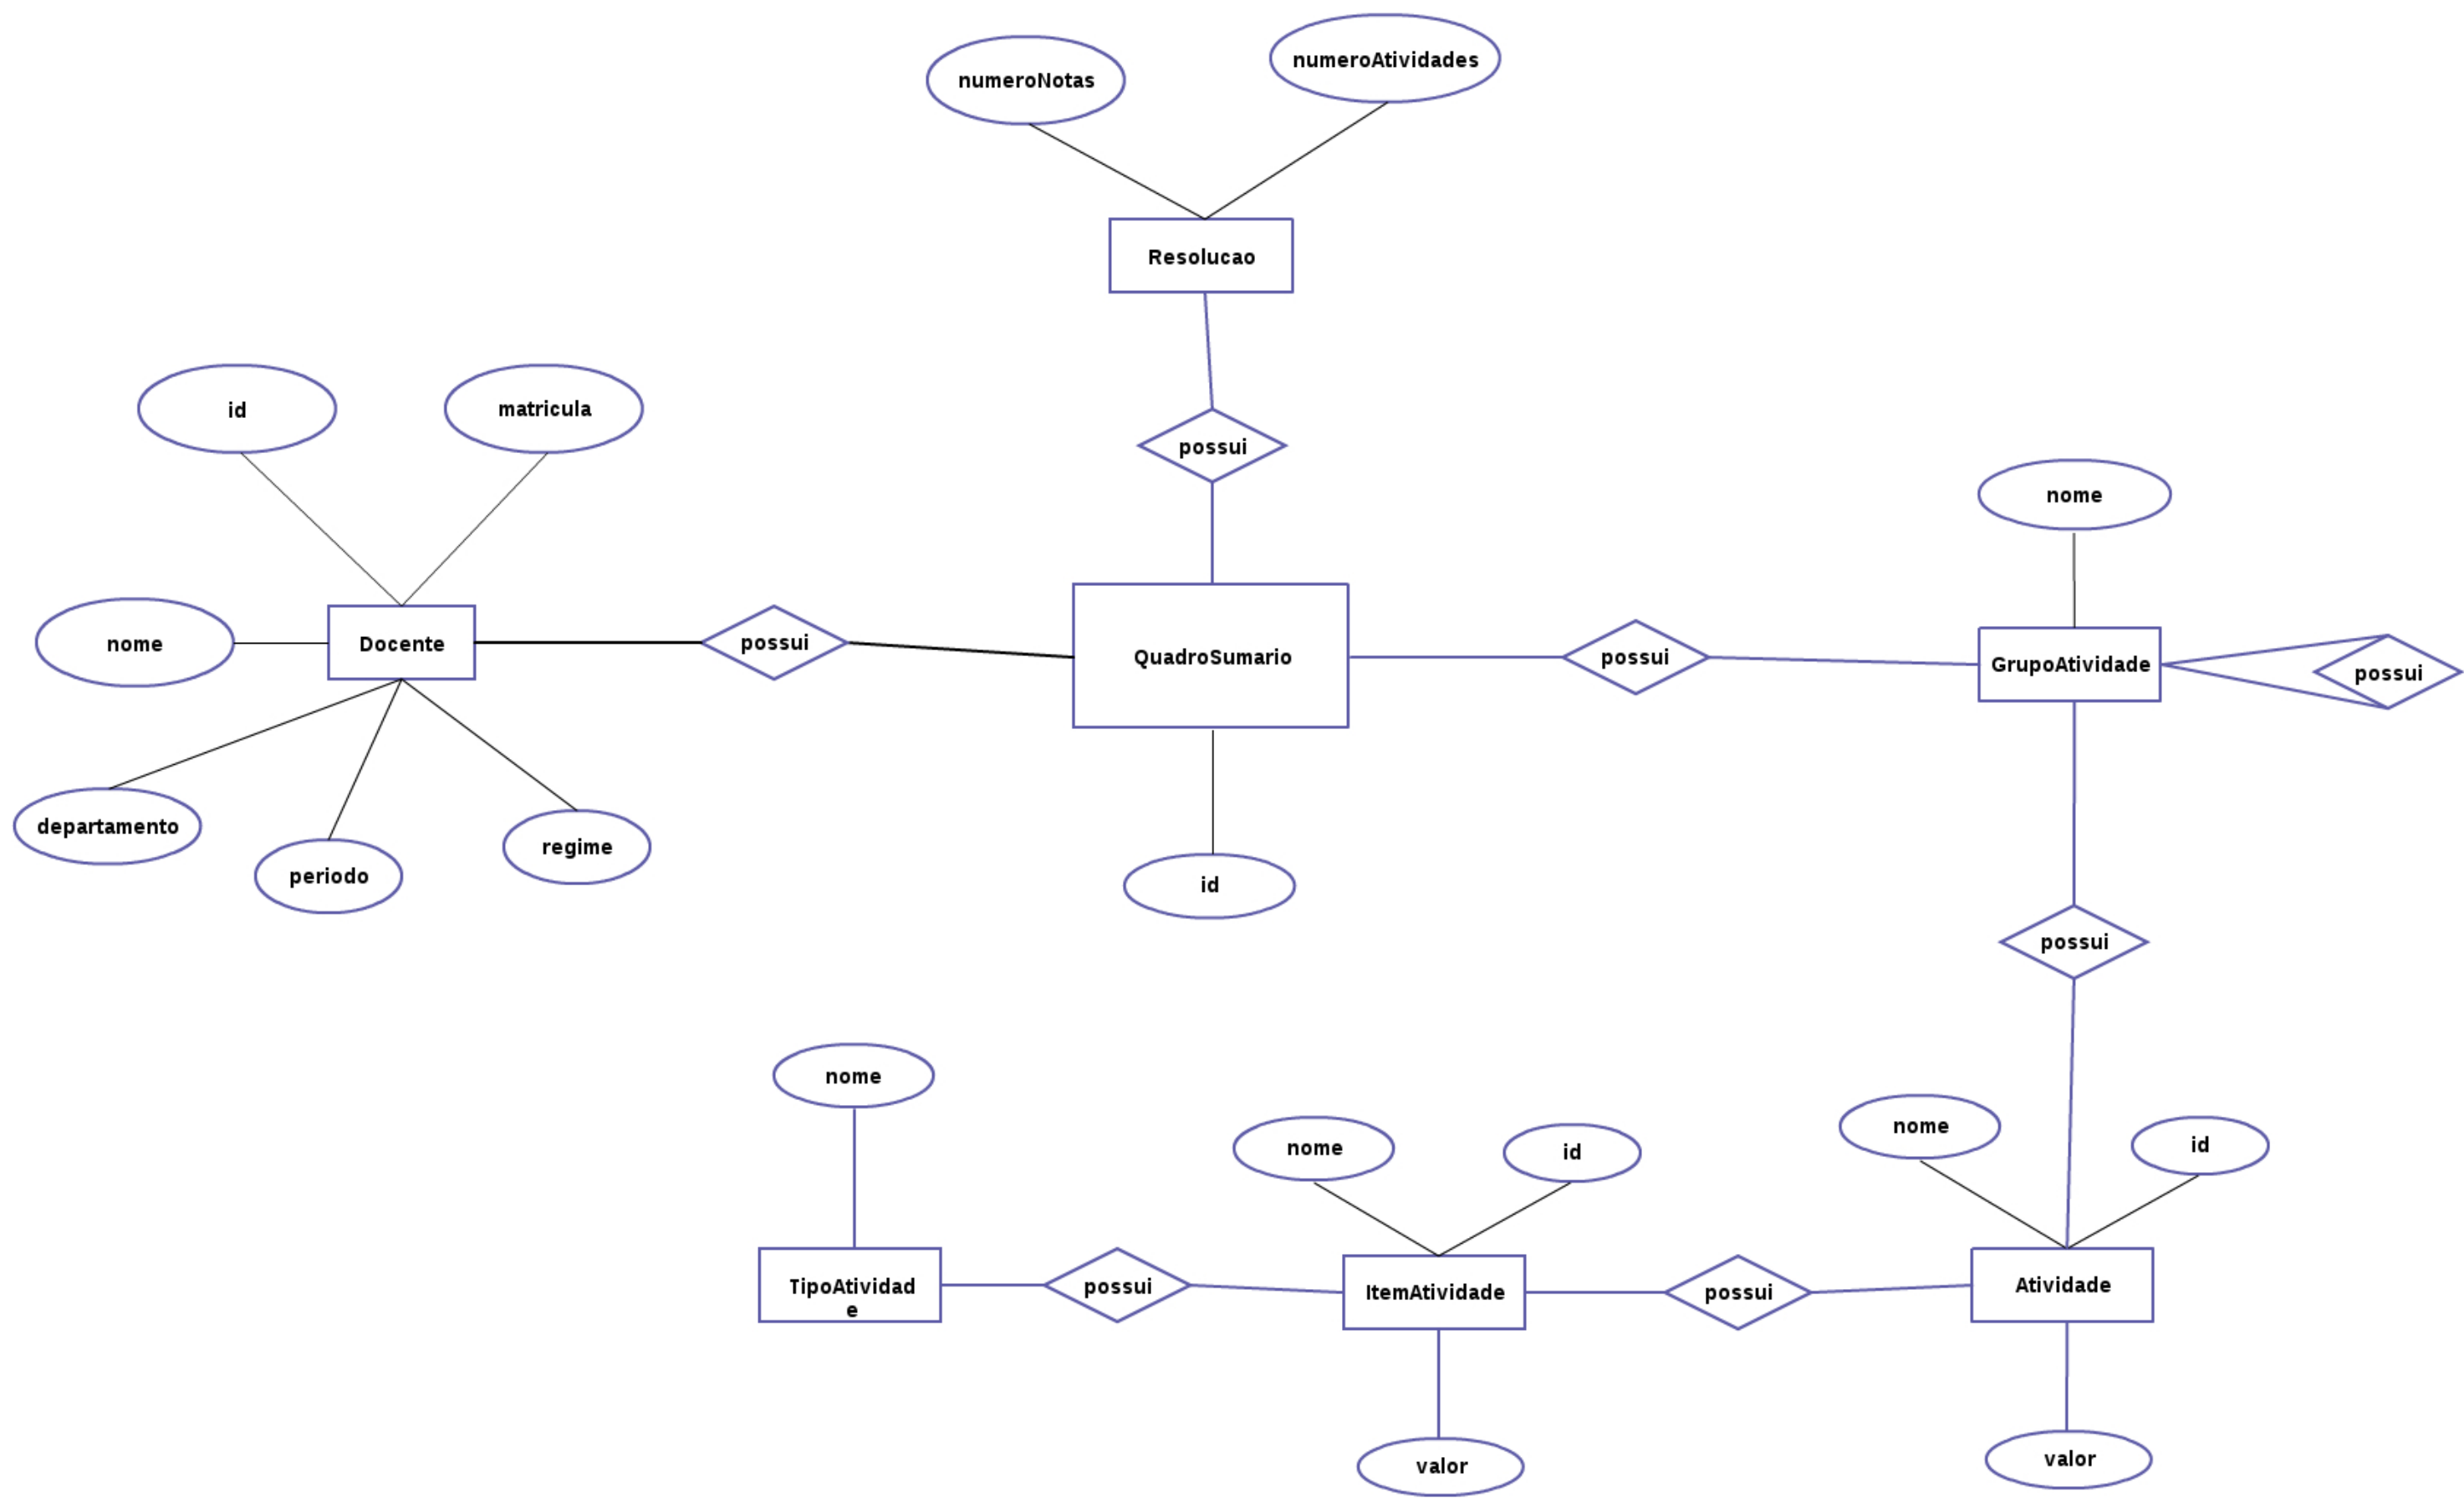 numeroNotas
numeroAtividades
Resolucao
id
matricula
possui
nome
nome
Docente
possui
QuadroSumario
possui
GrupoAtividade
possui
departamento
periodo
regime
id
possui
nome
nome
id
nome
id
TipoAtividad
e
possui
ItemAtividade
possui
Atividade
valor
valor